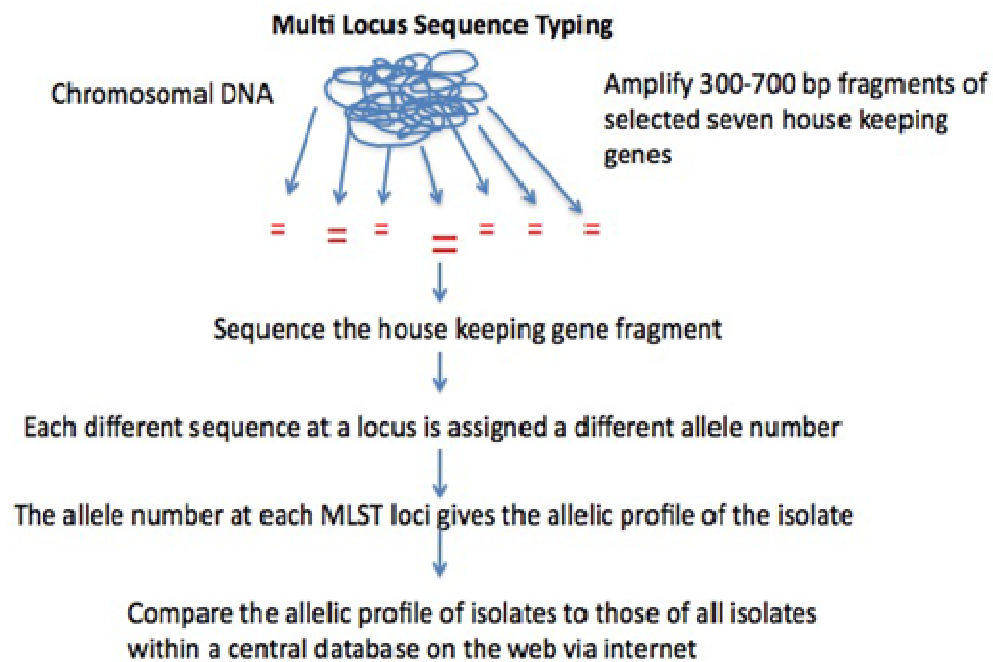 Multi Locus Sequence Typing
Chromosomal DNA
Amplify 300-700 bp fragments of
selected seven house keeping
genes
Sequence the house keeping gene fragment
Each different sequence at a locus is assigned a different allele number
The allele number at each MLST loci gives the allelic profile of the isolate
Compare the allelic profile of isolates to those of all isolates
within a central database on the web via internet